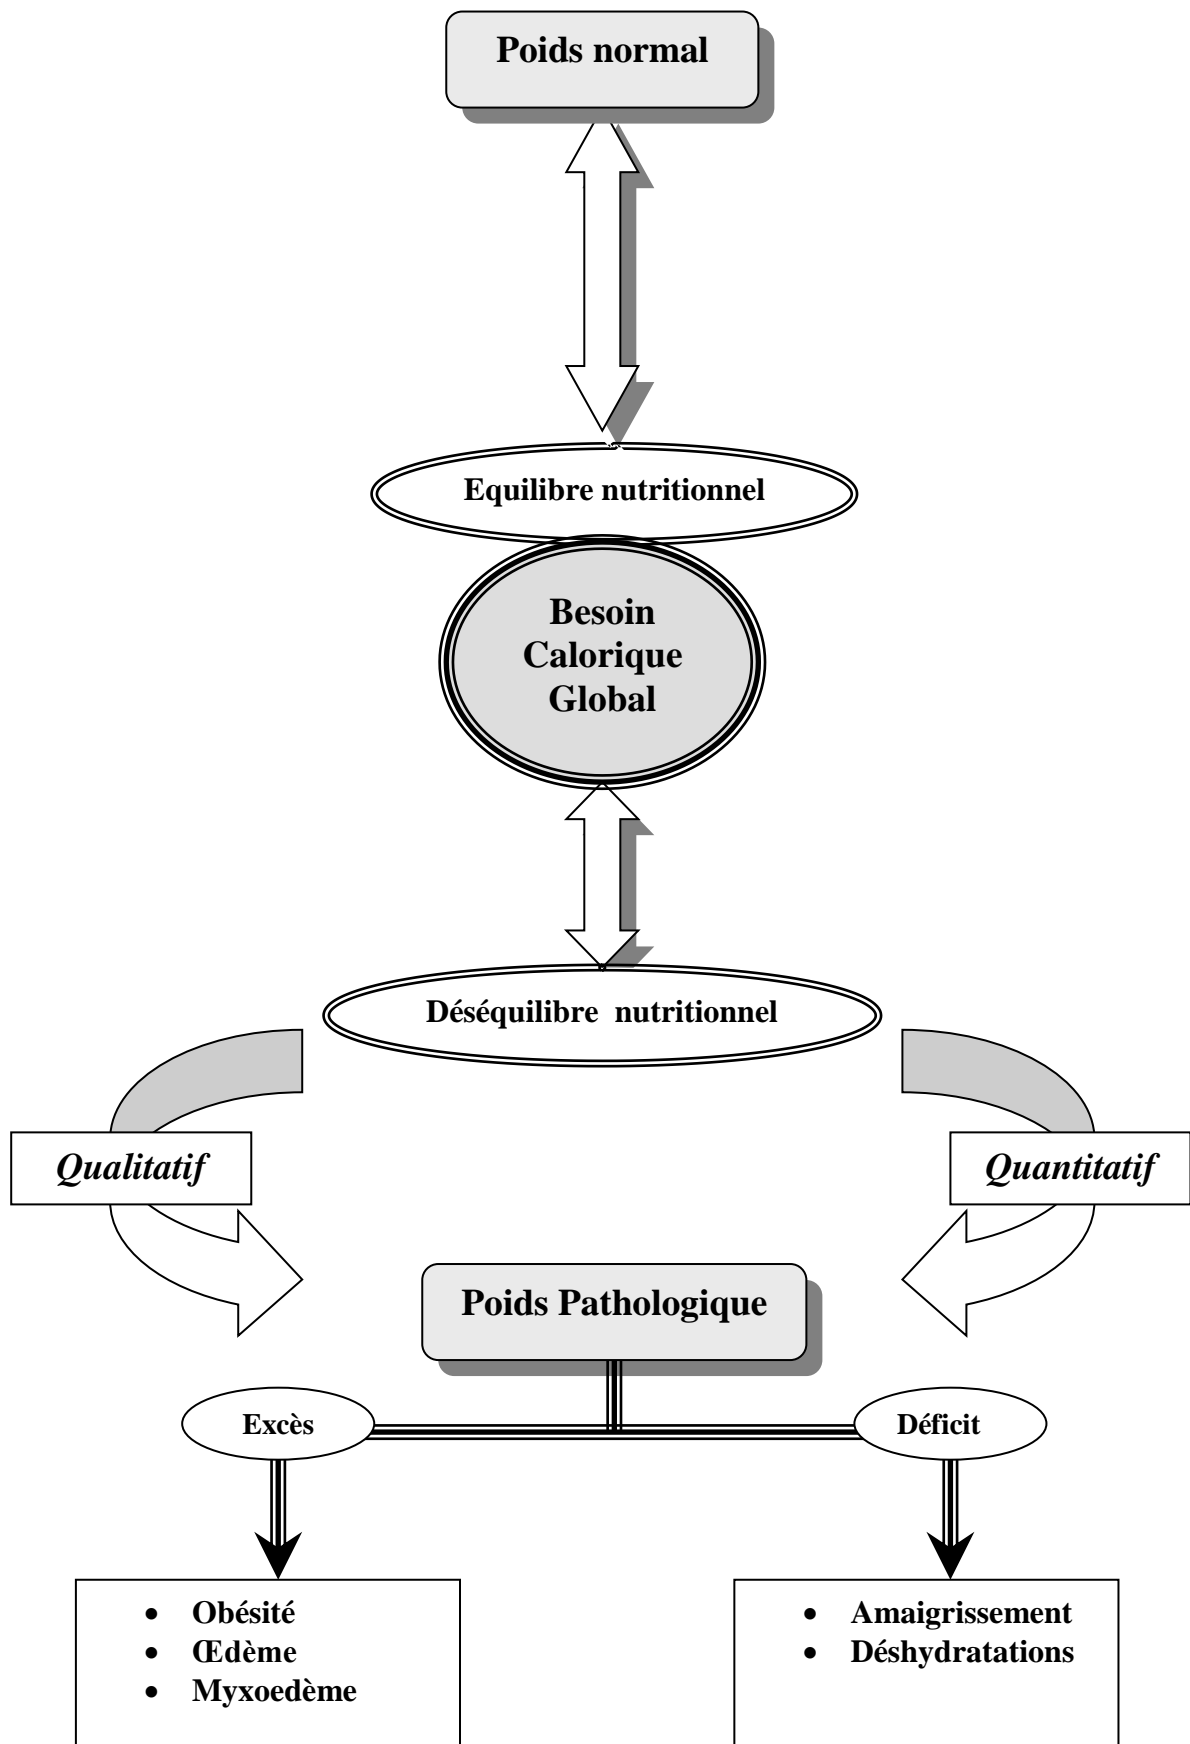 Poids normal
Equilibre nutritionnel
Besoin
Calorique
Global
Déséquilibre nutritionnel
Qualitatif
Quantitatif
Poids Pathologique
Excès
Déficit
• Obésité
• Œdème
• Myxoedème
• Amaigrissement
• Déshydratations